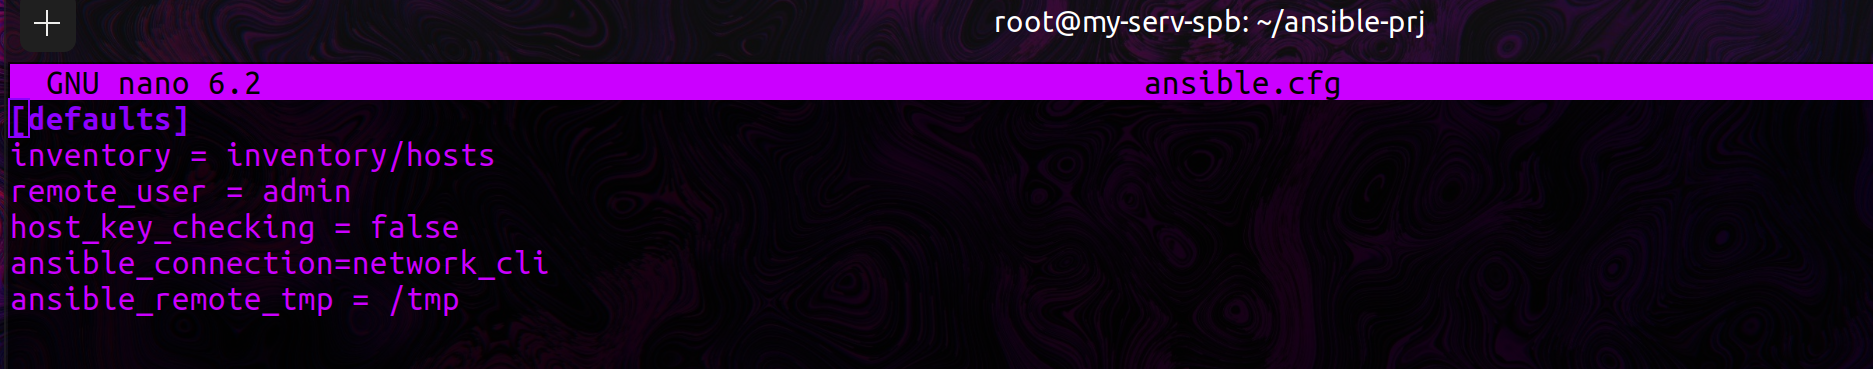 root@my-serv-spb: ~/ansible-prj
GNU nano 6.2 ansible.cfg
[defaults]
inventory = inventory/hosts
remote_user = admin
host_key_checking = false
ansible_connection=network_cli
ansible_remote_tmp = /tmp